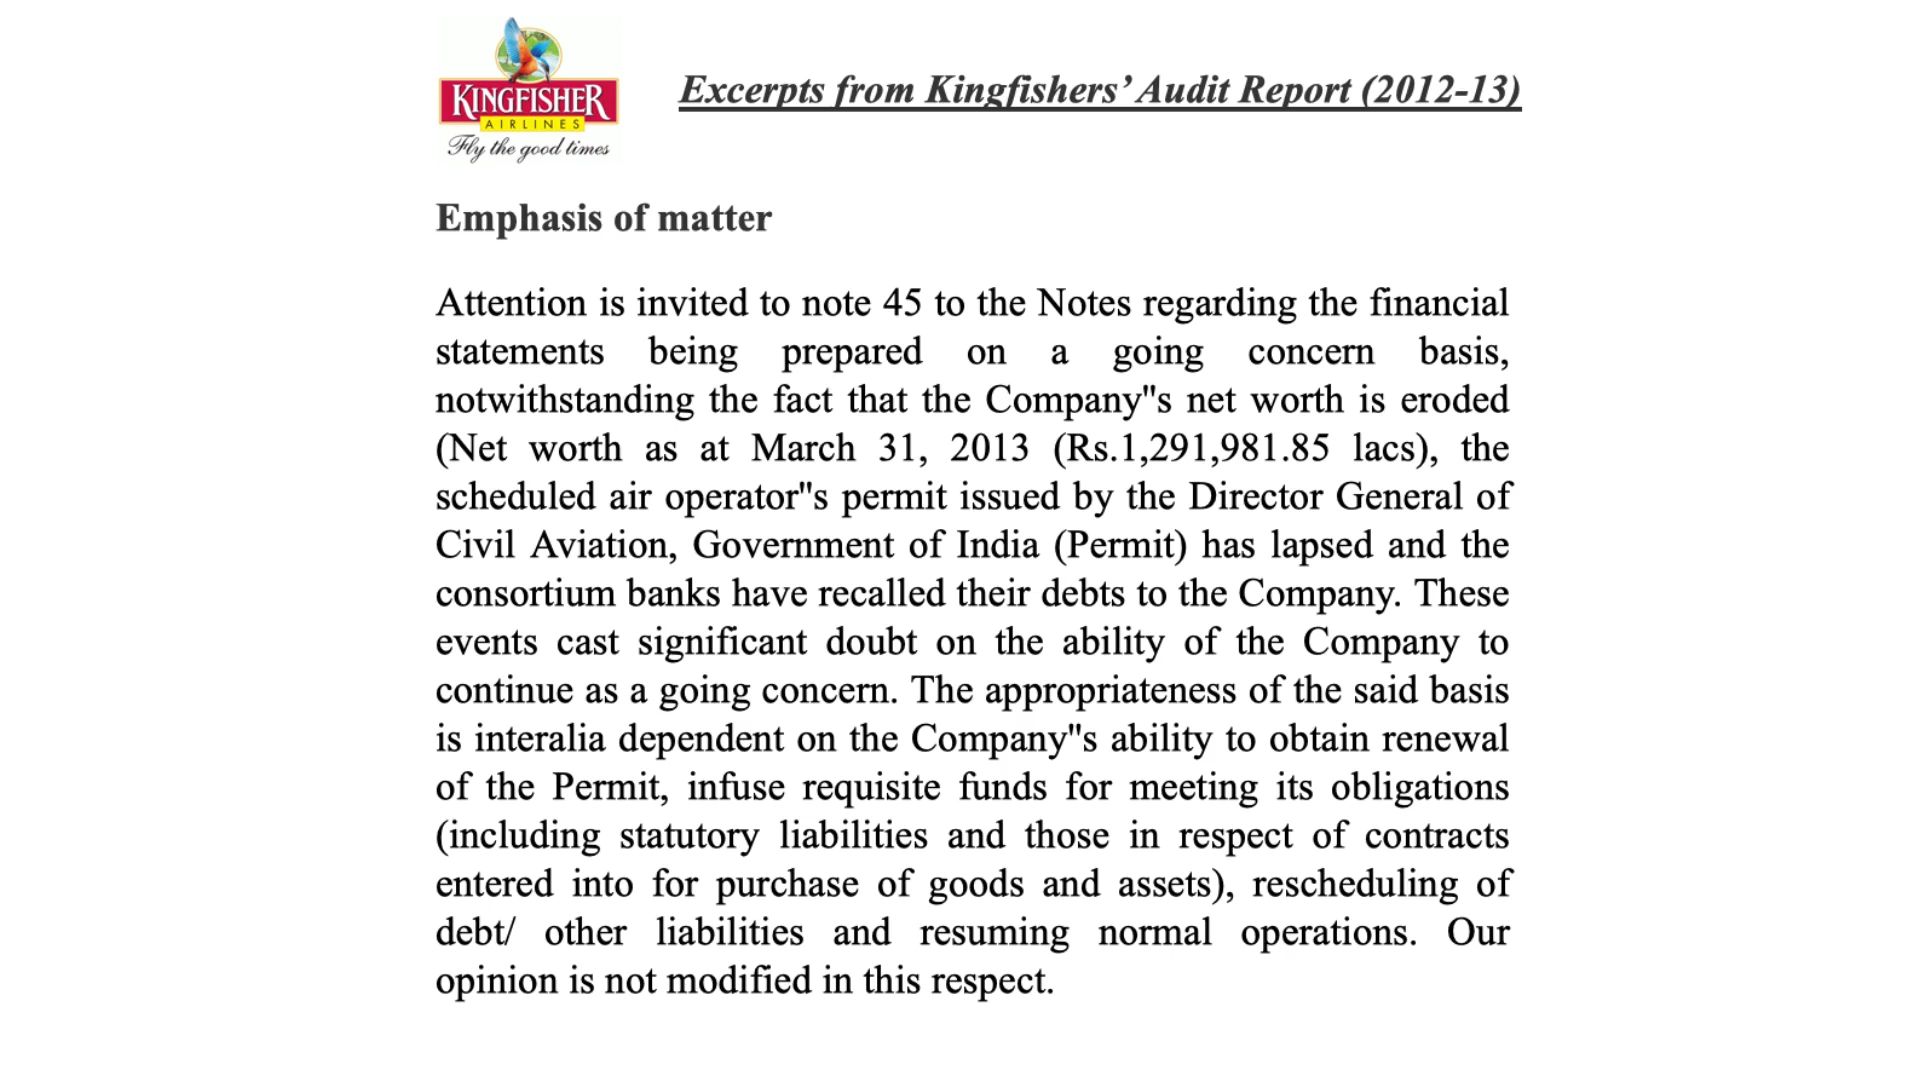 KINGFISHER
AIRLINES
Fly the good times
Excerpts from Kingfishers’ Audit Report (2012-13)
Emphasis of matter
Attention is invited to note 45 to the Notes regarding the financial
statements being prepared on a going concern basis,
notwithstanding the fact that the Company"s net worth is eroded
(Net worth as at March 31, 2013 (Rs.1,291,981.85 lacs), the
scheduled air operator"s permit issued by the Director General of
Civil Aviation, Government of India (Permit) has lapsed and the
consortium banks have recalled their debts to the Company. These
events cast significant doubt on the ability of the Company to
continue as a going concern. The appropriateness of the said basis
is interalia dependent on the Company"s ability to obtain renewal
of the Permit, infuse requisite funds for meeting its obligations
(including statutory liabilities and those in respect of contracts
entered into for purchase of goods and assets), rescheduling of
debt/ other liabilities and resuming normal operations. Our
opinion is not modified in this respect.